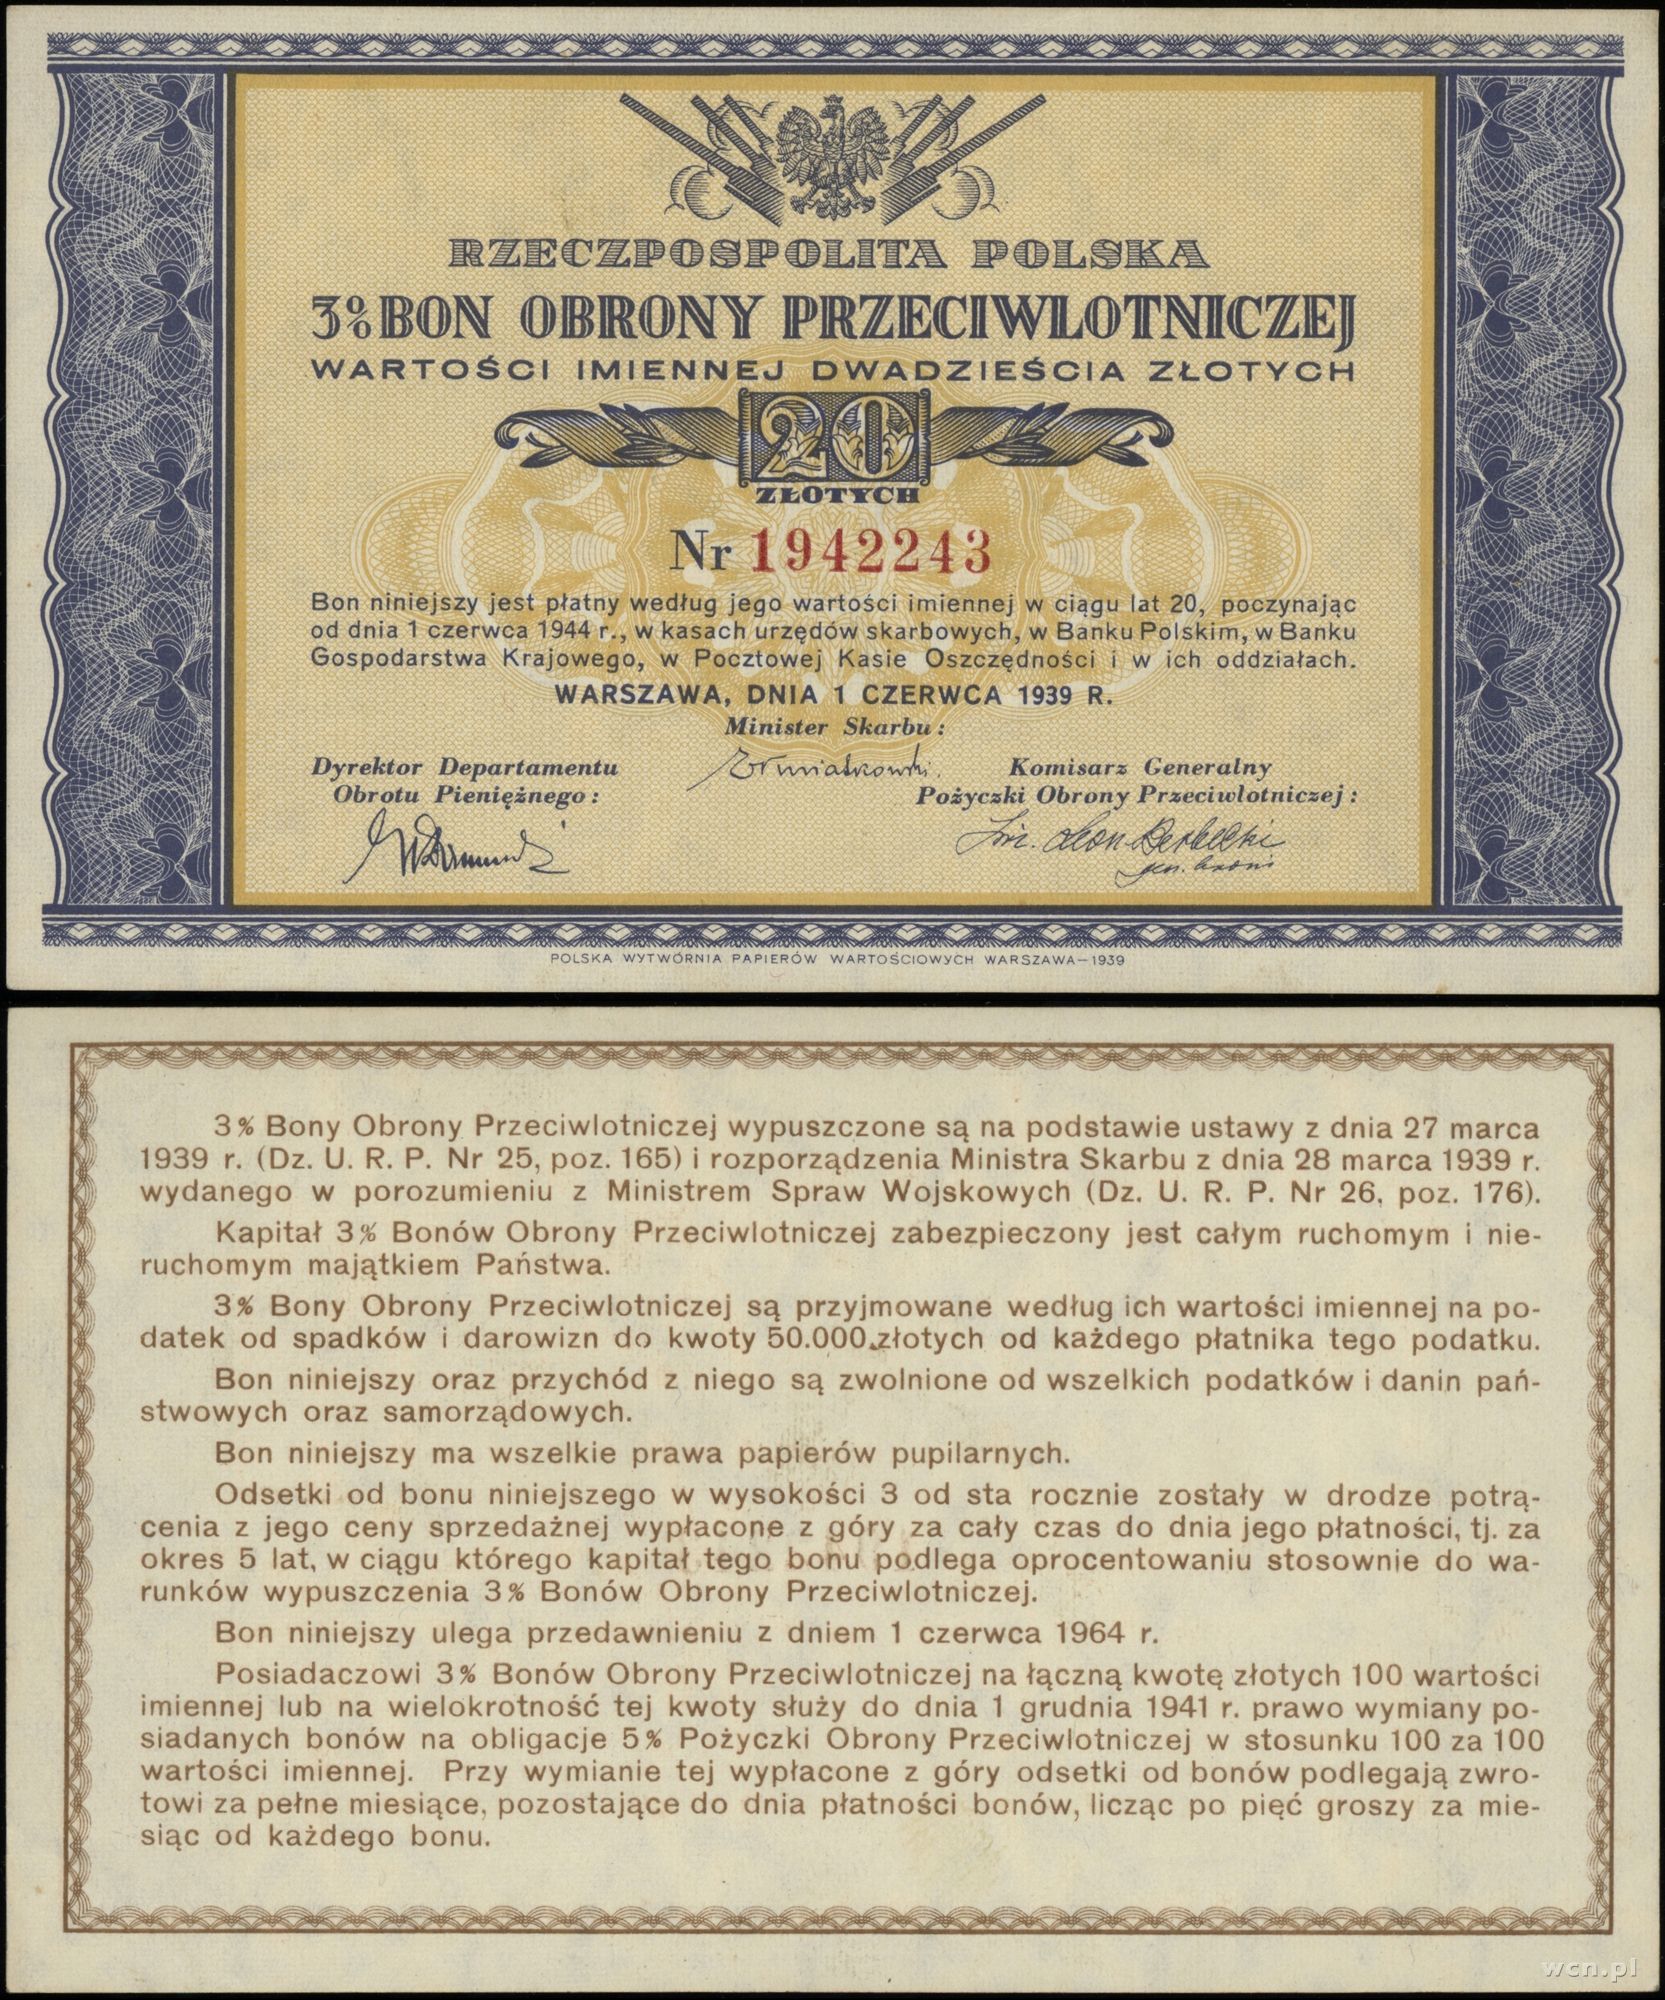 RZECZPOSPOLITA POLSKA
3% BON OBRONY PRZECIWLOTNICZEJ
WARTOŚCI IMIENNEJ DWADZIEŚCIA ZŁOTYCH
20
ZŁOTYCH
Nr 1942243
Bon niniejszy jest płatny według jego wartości imiennej w ciągu lat 20, poczynając
od dnia 1 czerwca 1944 r., w kasach urzędów skarbowych, w Banku Polskim, w Banku
Gospodarstwa Krajowego, w Pocztowej Kasie Oszczędności i w ich oddziałach.
WARSZAWA, DNIA 1 CZERWCA 1939 R.
Minister Skarbu:
Dyrektor Departamentu
Obrotu Pieniężnego:
Komisarz Generalny
Pożyczki Obrony Przeciwlotniczej:
Leon Berbecki
gen. broni
POLSKA WYTWÓRNIA PAPIERÓW WARTOŚCIOWYCH WARSZAWA—1939
3% Bony Obrony Przeciwlotniczej wypuszczone są na podstawie ustawy z dnia 27 marca
1939 r. (Dz. U. R. P. Nr 25, poz. 165) i rozporządzenia Ministra Skarbu z dnia 28 marca 1939 r.
wydanego w porozumieniu z Ministrem Spraw Wojskowych (Dz. U. R. P. Nr 26, poz. 176).
Kapitał 3% Bonów Obrony Przeciwlotniczej zabezpieczony jest całym ruchomym i nie-
ruchomym majątkiem Państwa.
3% Bony Obrony Przeciwlotniczej są przyjmowane według ich wartości imiennej na po-
datek od spadków i darowizn do kwoty 50.000 złotych od każdego płatnika tego podatku.
Bon niniejszy oraz przychód z niego są zwolnione od wszelkich podatków i danin pań-
stwowych oraz samorządowych.
Bon niniejszy ma wszelkie prawa papierów pupilarnych.
Odsetki od bonu niniejszego w wysokości 3 od sta rocznie zostały w drodze potrą-
cenia z jego ceny sprzedażnej wypłacone z góry za cały czas do dnia jego płatności, tj. za
okres 5 lat, w ciągu którego kapitał tego bonu podlega oprocentowaniu stosownie do wa-
runków wypuszczenia 3% Bonów Obrony Przeciwlotniczej.
Bon niniejszy ulega przedawnieniu z dniem 1 czerwca 1964 r.
Posiadaczowi 3% Bonów Obrony Przeciwlotniczej na łączną kwotę złotych 100 wartości
imiennej lub na wielokrotność tej kwoty służy do dnia 1 grudnia 1941 r. prawo wymiany po-
siadanych bonów na obligacje 5% Pożyczki Obrony Przeciwlotniczej w stosunku 100 za 100
wartości imiennej. Przy wymianie tej wypłacone z góry odsetki od bonów podlegają zwro-
towi za pełne miesiące, pozostające do dnia płatności bonów, licząc po pięć groszy za mie-
siąc od każdego bonu.
wcn.pl